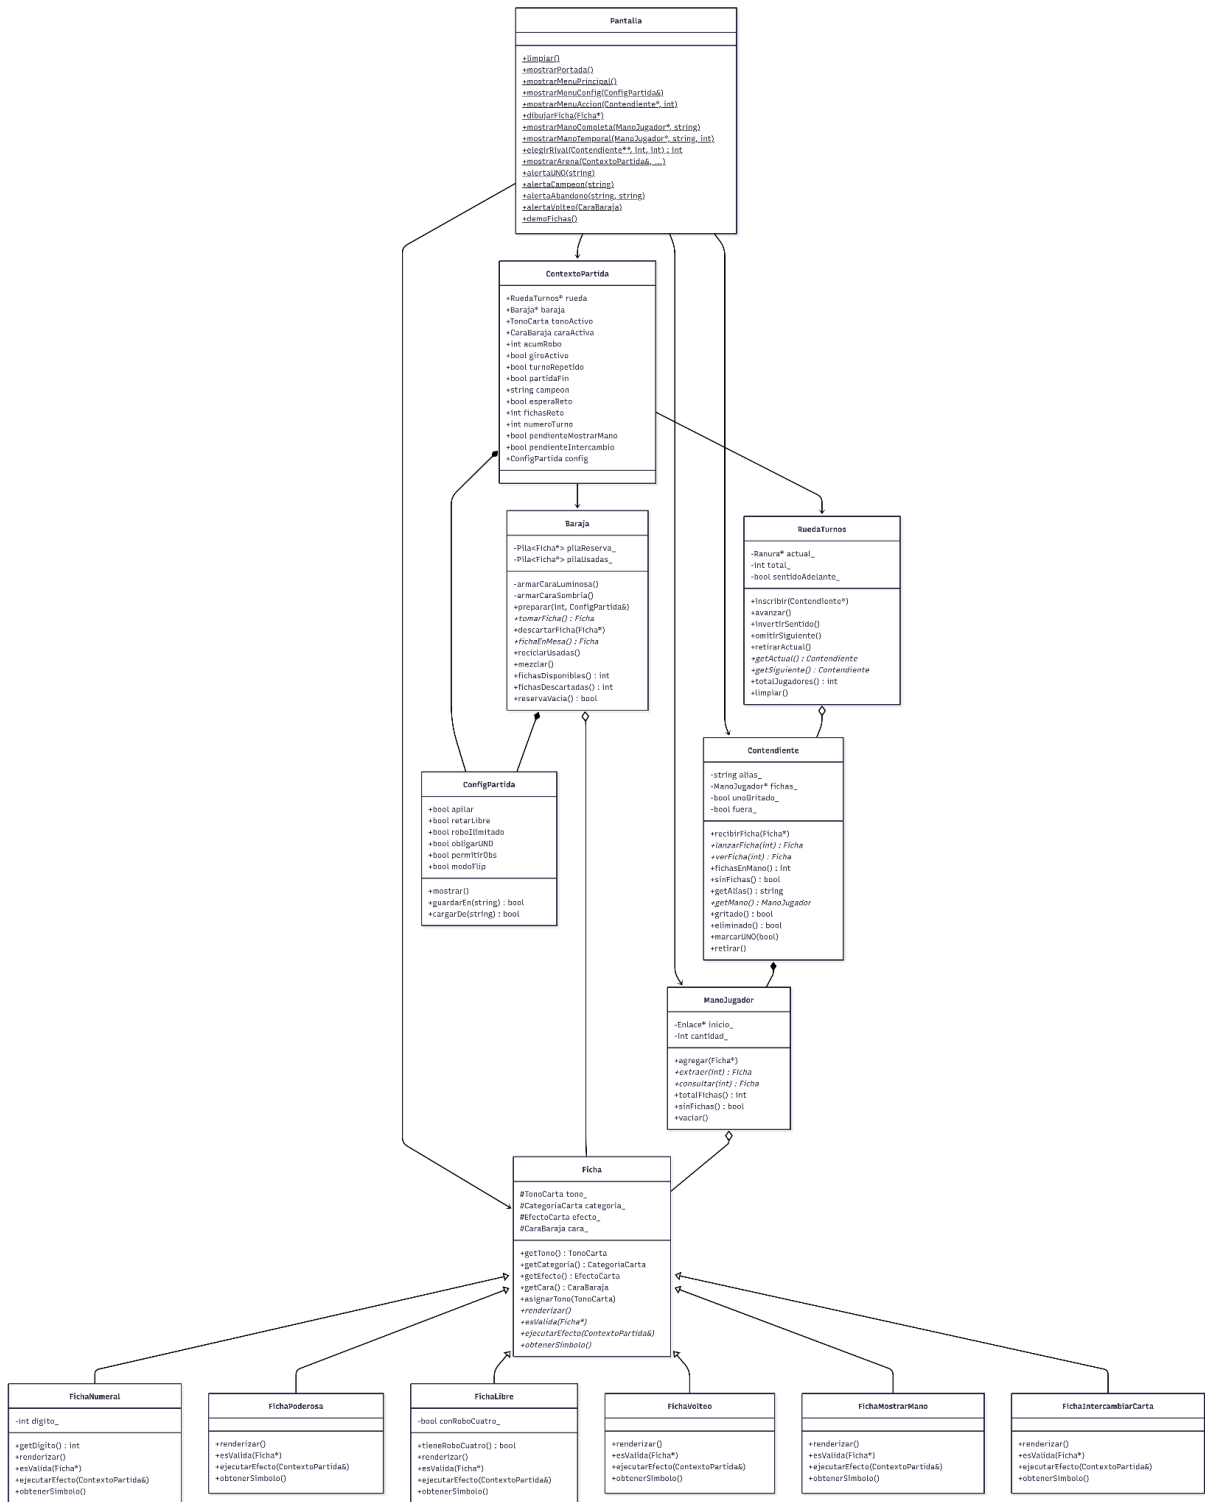 Pantalla
+limpiar()
+mostrarPortada()
+mostrarMenuPrincipal()
+mostrarMenuConfig(ConfigPartida&)
+mostrarMenuAccion(Contendiente*, int)
+dibujarFicha(Ficha*)
+mostrarManoCompleta(ManoJugador*, string)
+mostrarManoTemporal(ManoJugador*, string, int)
+elegirRival(Contendiente**, int, int) : int
+mostrarArena(ContextoPartida&, ...)
+alertaUNO(string)
+alertaCampeon(string)
+alertaAbandono(string, string)
+alertaVolteo(CaraBaraja)
+demoFichas()
ContextoPartida
+RuedaTurnos* rueda
+Baraja* baraja
+TonoCarta tonoActivo
+CaraBaraja caraActiva
+int acumRobo
+bool giroActivo
+bool turnoRepetido
+bool partidaFin
+string campeon
+bool esperaReto
+int fichasReto
+int numeroTurno
+bool pendienteMostrarMano
+bool pendienteIntercambio
+ConfigPartida config
Baraja
-Pila<Ficha*> pilaReserva_
-Pila<Ficha*> pilaUsadas_
-armarCaraLuminosa()
-armarCaraSombria()
+preparar(int, ConfigPartida&)
+tomarFicha() : Ficha
+descartarFicha(Ficha*)
+fichaEnMesa() : Ficha
+reciclarUsadas()
+mezclar()
+fichasDisponibles() : int
+fichasDescartadas() : int
+reservaVacia() : bool
RuedaTurnos
-Ranura* actual_
-int total_
-bool sentidoAdelante_
+inscribir(Contendiente*)
+avanzar()
+invertirSentido()
+omitirSiguiente()
+retirarActual()
+getActual() : Contendiente
+getSiguiente() : Contendiente
+totalJugadores() : int
+limpiar()
ConfigPartida
+bool apilar
+bool retarLibre
+bool roboIlimitado
+bool obligarUNO
+bool permitirObs
+bool modoFlip
+mostrar()
+guardarEn(string) : bool
+cargarDe(string) : bool
Contendiente
-string alias_
-ManoJugador* fichas_
-bool unoGritado_
-bool fuera_
+recibirFicha(Ficha*)
+lanzarFicha(int) : Ficha
+verFicha(int) : Ficha
+fichasEnMano() : int
+sinFichas() : bool
+getAlias() : string
+getMano() : ManoJugador
+gritado() : bool
+eliminado() : bool
+marcarUNO(bool)
+retirar()
ManoJugador
-Enlace* inicio_
-int cantidad_
+agregar(Ficha*)
+extraer(int) : Ficha
+consultar(int) : Ficha
+totalFichas() : int
+sinFichas() : bool
+vaciar()
Ficha
#TonoCarta tono_
#CategoriaCarta categoria_
#EfectoCarta efecto_
#CaraBaraja cara_
+getTono() : TonoCarta
+getCategoria() : CategoriaCarta
+getEfecto() : EfectoCarta
+getCara() : CaraBaraja
+asignarTono(TonoCarta)
+renderizar()
+esValida(Ficha*)
+ejecutarEfecto(ContextoPartida&)
+obtenerSimbolo()
FichaNumeral
-int digito_
+getDigito() : int
+renderizar()
+esValida(Ficha*)
+ejecutarEfecto(ContextoPartida&)
+obtenerSimbolo()
FichaPoderosa
+renderizar()
+esValida(Ficha*)
+ejecutarEfecto(ContextoPartida&)
+obtenerSimbolo()
FichaLibre
-bool conRoboCuatro_
+tieneRoboCuatro() : bool
+renderizar()
+esValida(Ficha*)
+ejecutarEfecto(ContextoPartida&)
+obtenerSimbolo()
FichaVolteo
+renderizar()
+esValida(Ficha*)
+ejecutarEfecto(ContextoPartida&)
+obtenerSimbolo()
FichaMostrarMano
+renderizar()
+esValida(Ficha*)
+ejecutarEfecto(ContextoPartida&)
+obtenerSimbolo()
FichaIntercambiarCarta
+renderizar()
+esValida(Ficha*)
+ejecutarEfecto(ContextoPartida&)
+obtenerSimbolo()